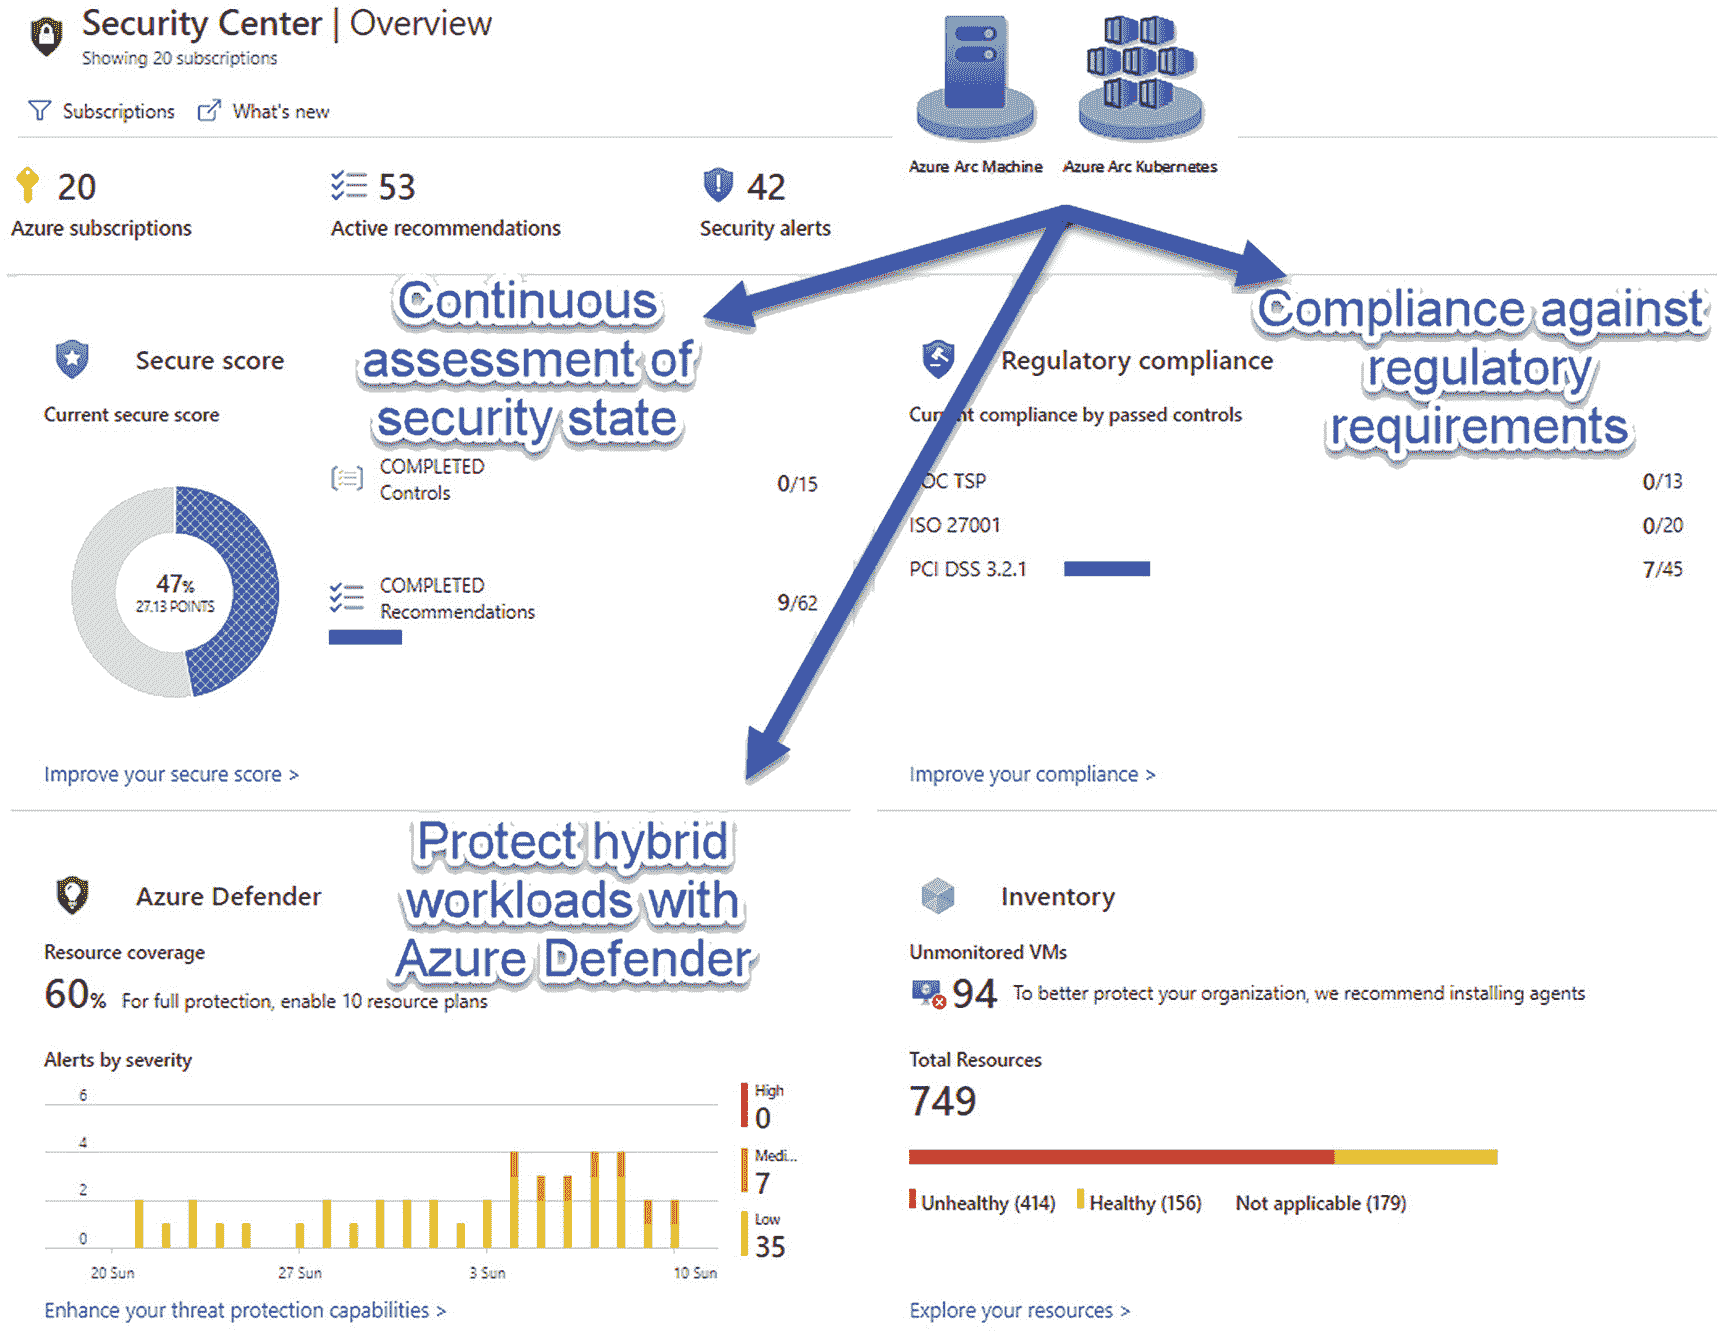 Security Center | Overview
Showing 20 subscriptions
Subscriptions
What's new
Azure Arc Machine
Azure Arc Kubernetes
20
Azure subscriptions
53
Active recommendations
42
Security alerts
Continuous
assessment of
security state
Compliance against
regulatory
requirements
Secure score
Current secure score
47%
27.13 POINTS
COMPLETED
Controls
0/15
COMPLETED
Recommendations
9/62
Improve your secure score >
Regulatory compliance
Current compliance by passed controls
OC TSP
0/13
ISO 27001
0/20
PCI DSS 3.2.1
7/45
Improve your compliance >
Protect hybrid
workloads with
Azure Defender
Azure Defender
Resource coverage
60% For full protection, enable 10 resource plans
Alerts by severity
6
4
2
0
20 Sun
27 Sun
3 Sun
10 Sun
High
0
Medi...
7
Low
35
Enhance your threat protection capabilities >
Inventory
Unmonitored VMs
94 To better protect your organization, we recommend installing agents
Total Resources
749
Unhealthy (414)
Healthy (156)
Not applicable (179)
Explore your resources >